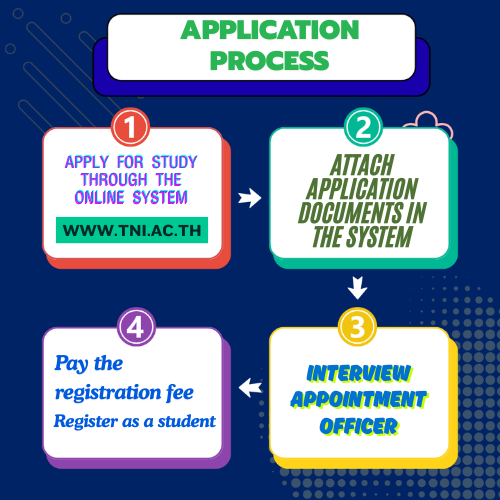 APPLICATION
PROCESS
1
APPLY FOR STUDY
THROUGH THE
ONLINE SYSTEM
WWW.TNI.AC.TH
2
ATTACH
APPLICATION
DOCUMENTS IN
THE SYSTEM
3
INTERVIEW
APPOINTMENT
OFFICER
4
Pay the
registration fee
Register as a student